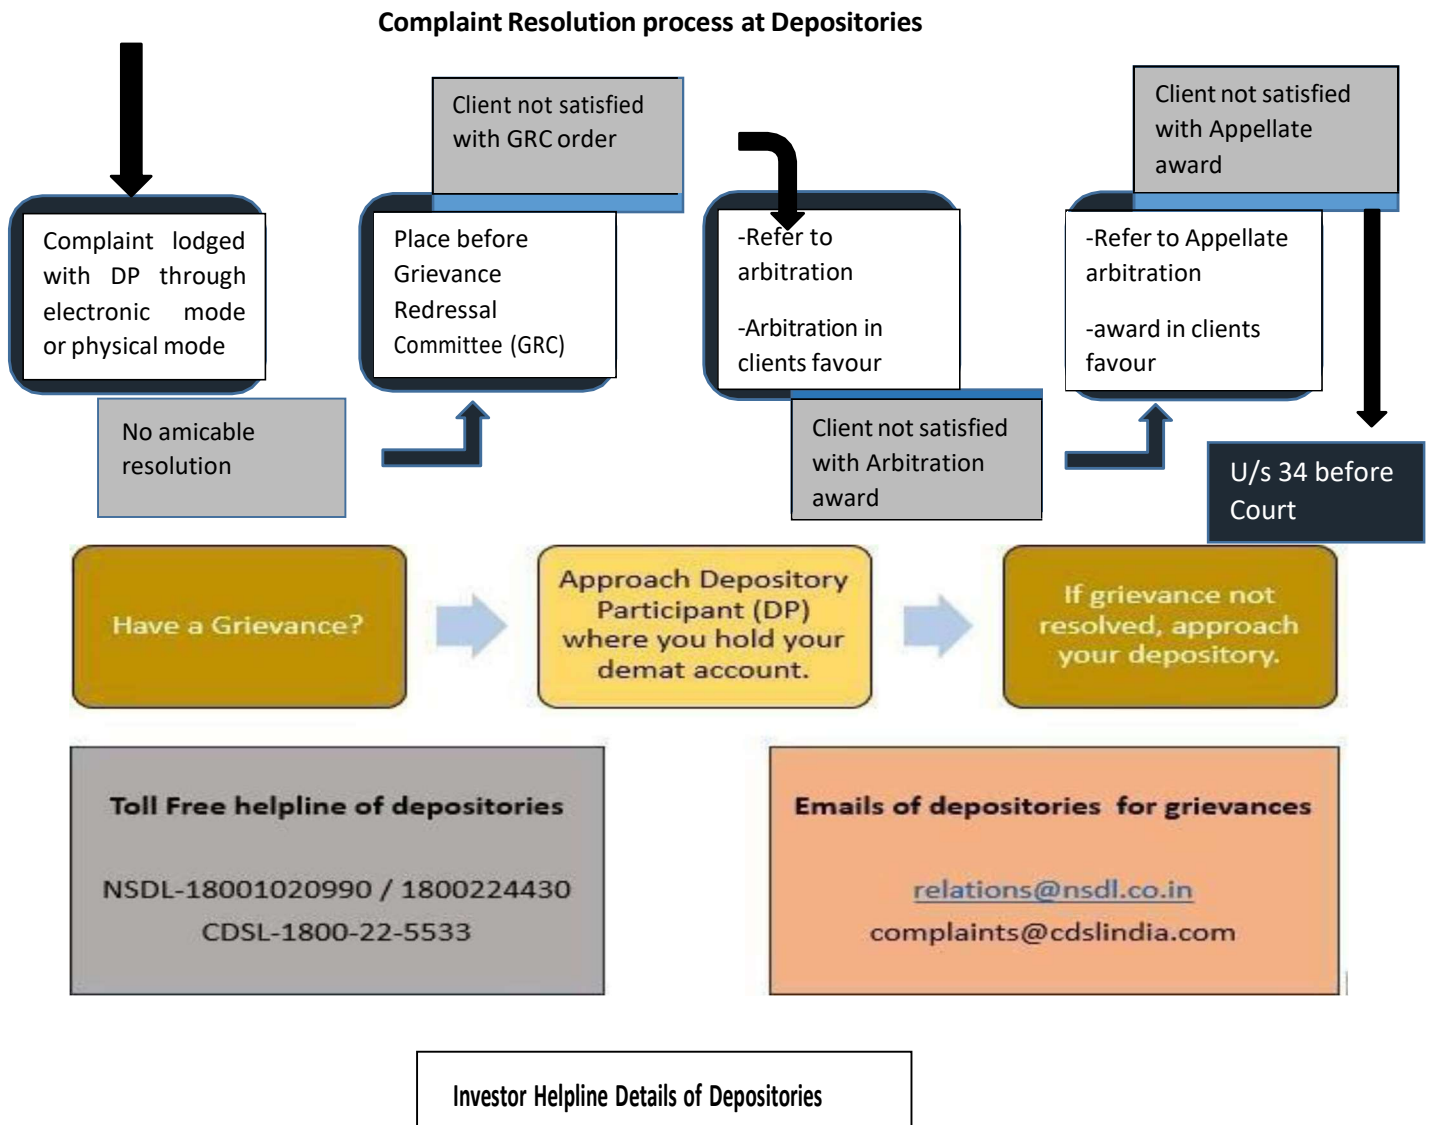 Complaint Resolution process at Depositories
Client not satisfied
with GRC order
Client not satisfied
with Appellate
award
Complaint lodged
with DP through
electronic mode
or physical mode
Place before
Grievance
Redressal
Committee (GRC)
-Refer to
arbitration
-Arbitration in
clients favour
-Refer to Appellate
arbitration
-award in clients
favour
No amicable
resolution
Client not satisfied
with Arbitration
award
U/s 34 before
Court
Have a Grievance?
Approach Depository
Participant (DP)
where you hold your
demat account.
If grievance not
resolved, approach
your depository.
Toll Free helpline of depositories
NSDL-18001020990 / 1800224430
CDSL-1800-22-5533
Emails of depositories for grievances
relations@nsdl.co.in
complaints@cdslindia.com
Investor Helpline Details of Depositories